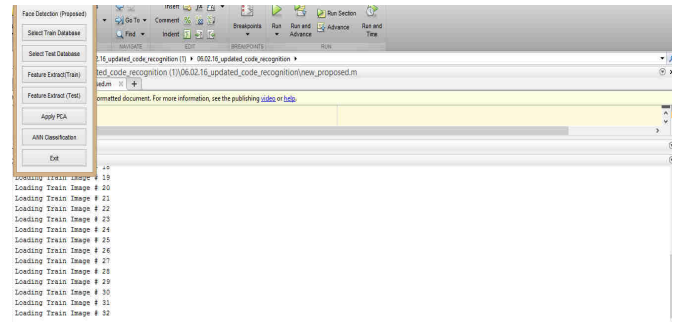 Face Detection (Proposed)
Select Train Database
Select Test Database
Feature Extract(Train)
Feature Extract (Test)
Apply PCA
ANN Classification
Exit
Insert
Go To Comment
Find Indent
Breakpoints
Run
Run and Advance
Run Section
Advance
Run and Time
NAVIGATE EDIT BREAKPOINTS RUN
2.16_updated_code_recognition (1) ▸ 06.02.16_updated_code_recognition ▸
ted_code_recognition (1)\06.02.16_updated_code_recognition\new_proposed.m
ed.m × +
ormatted document. For more information, see the publishing video or help.
18
Loading Train Image # 19
Loading Train Image # 20
Loading Train Image # 21
Loading Train Image # 22
Loading Train Image # 23
Loading Train Image # 24
Loading Train Image # 25
Loading Train Image # 26
Loading Train Image # 27
Loading Train Image # 28
Loading Train Image # 29
Loading Train Image # 30
Loading Train Image # 31
Loading Train Image # 32